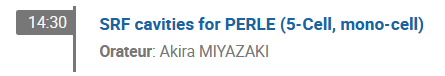 14:30
SRF cavities for PERLE (5-Cell, mono-cell)
Orateur: Akira MIYAZAKI